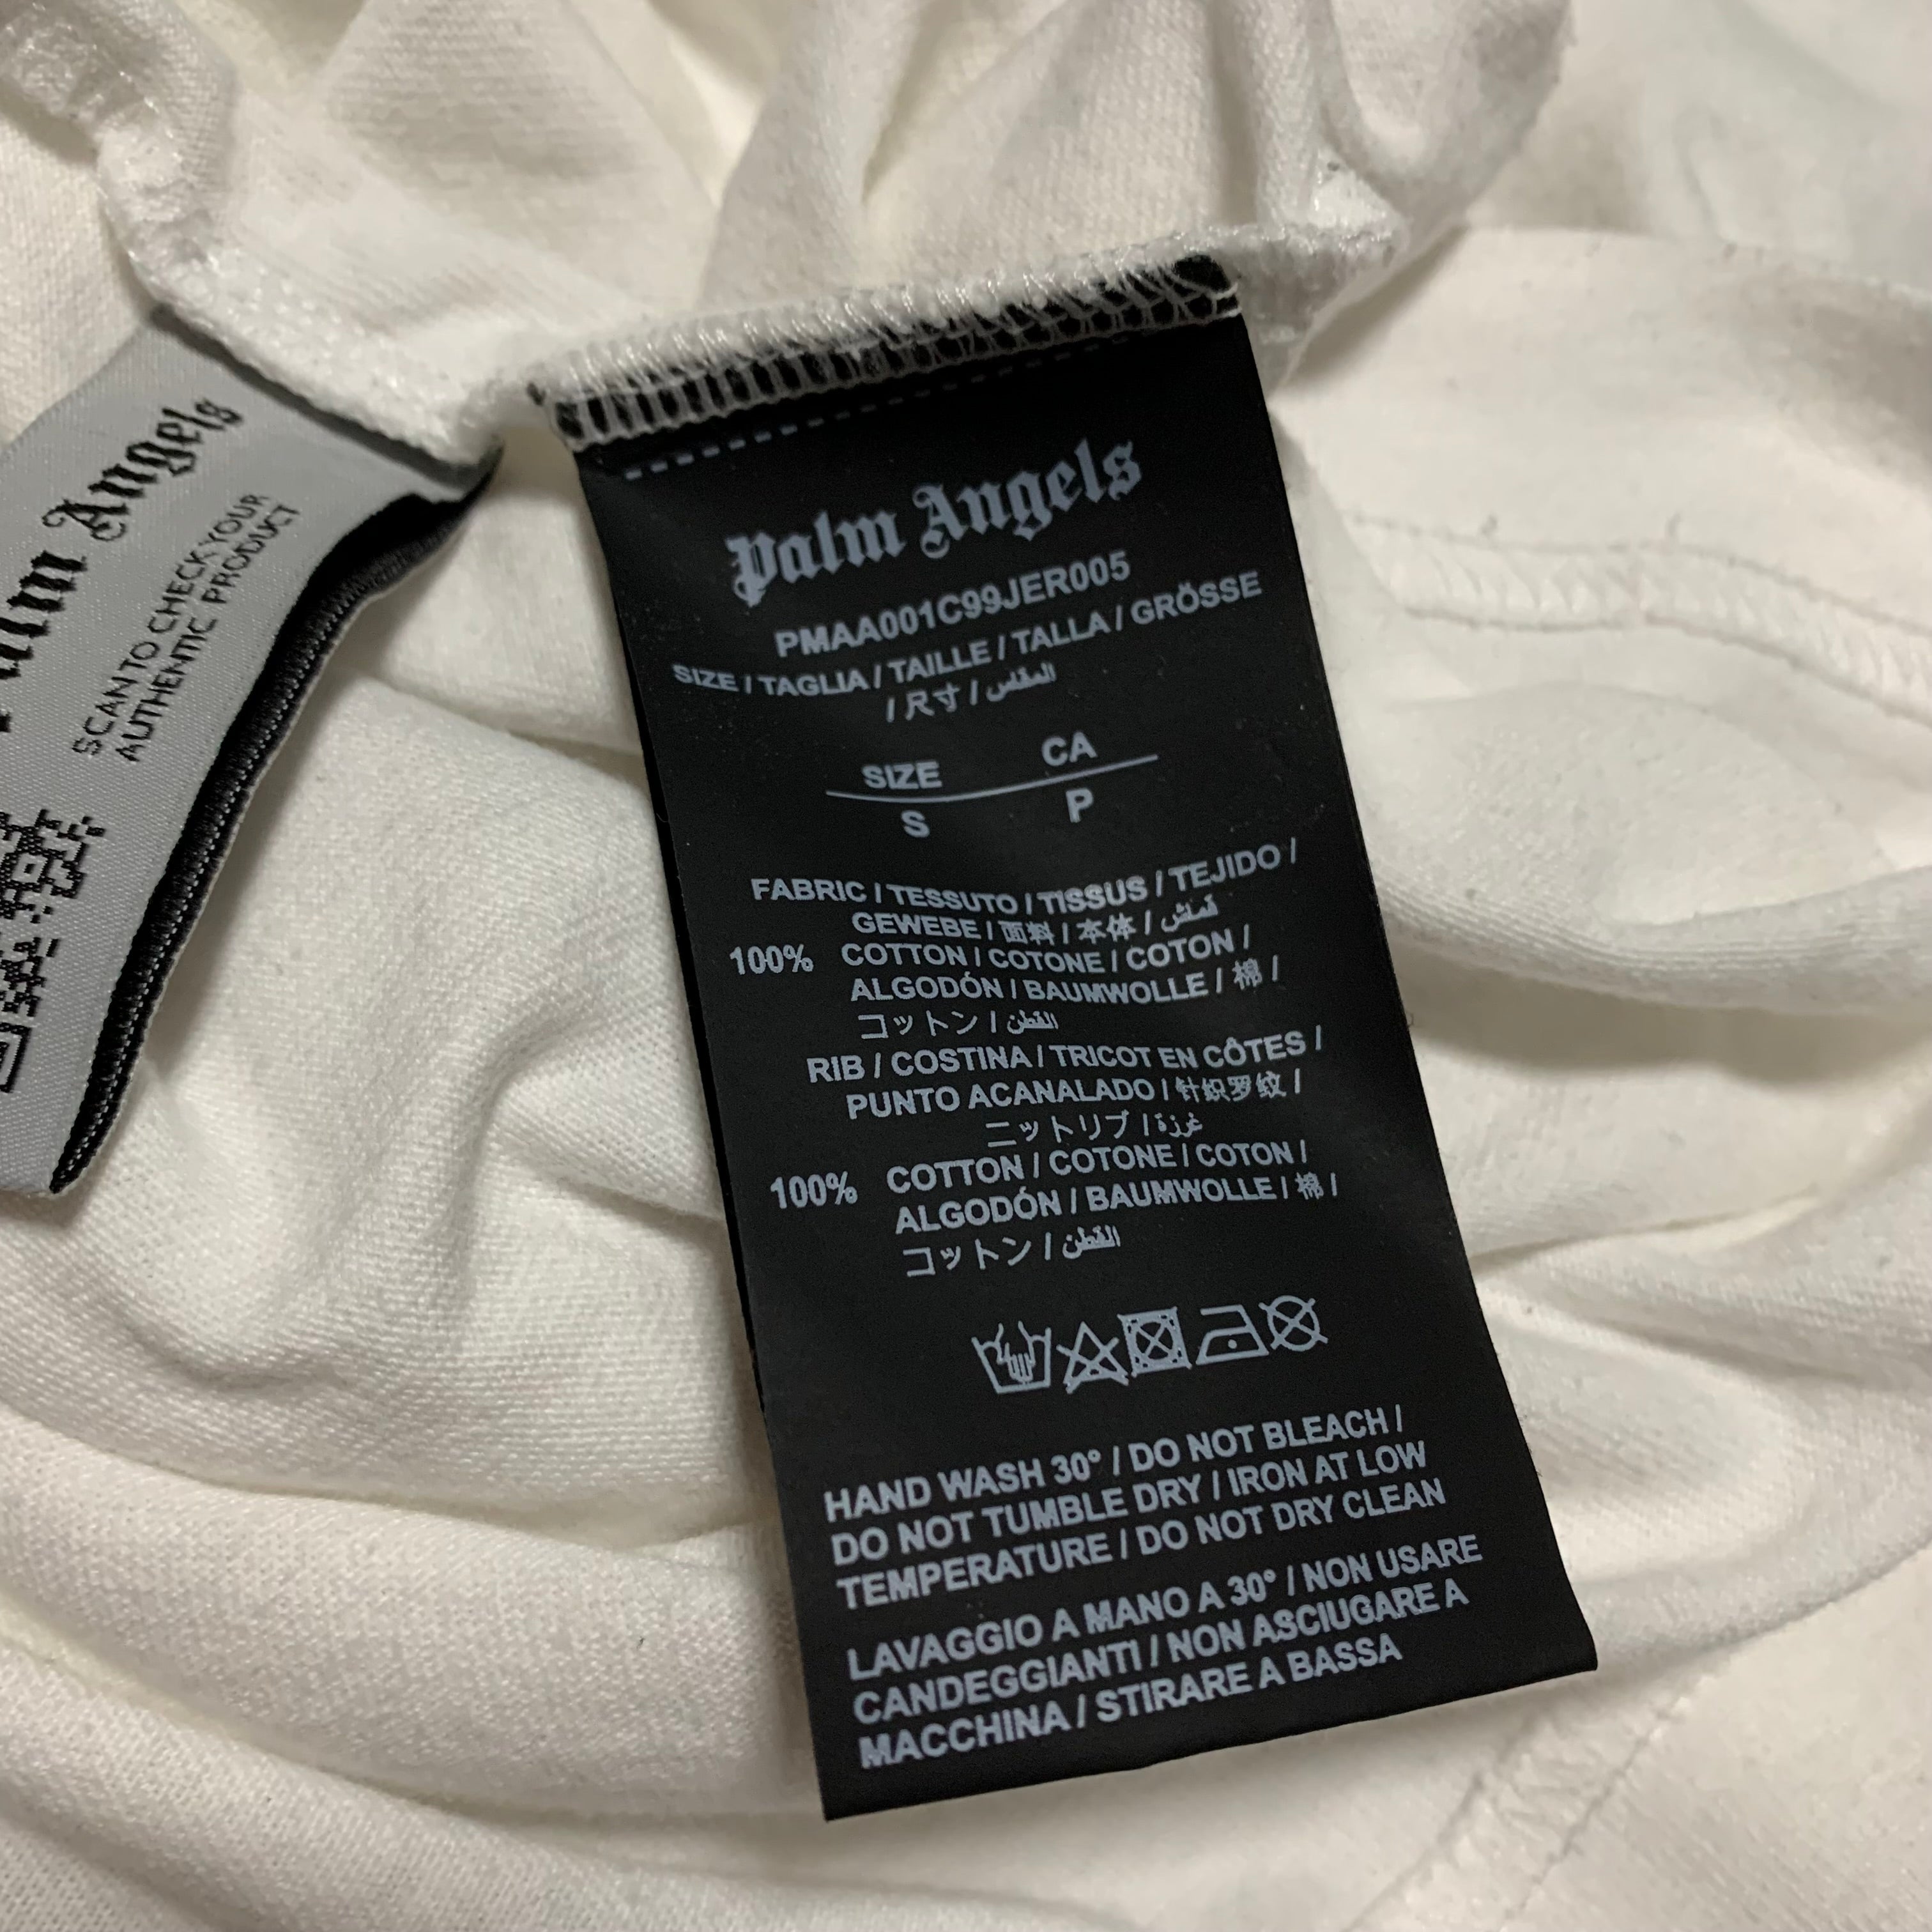 Palm Angels
SCAN TO CHECK YOUR
AUTHENTIC PRODUCT
Palm Angels
PMAA001C99JER005
SIZE / TAGLIA / TAILLE / TALLA / GRÖSSE
/ 尺寸 / المقاس
SIZE CA
S P
FABRIC / TESSUTO / TISSUS / TEJIDO /
GEWEBE / 面料 / 本体 / قماش
100% COTTON / COTONE / COTON /
ALGODÓN / BAUMWOLLE / 棉 /
コットン / القطن
RIB / COSTINA / TRICOT EN CÔTES /
PUNTO ACANALADO / 针织罗纹 /
ニットリブ / غرزة
100% COTTON / COTONE / COTON /
ALGODÓN / BAUMWOLLE / 棉 /
コットン / القطن
HAND WASH 30° / DO NOT BLEACH /
DO NOT TUMBLE DRY / IRON AT LOW
TEMPERATURE / DO NOT DRY CLEAN
LAVAGGIO A MANO A 30° / NON USARE
CANDEGGIANTI / NON ASCIUGARE A
MACCHINA / STIRARE A BASSA